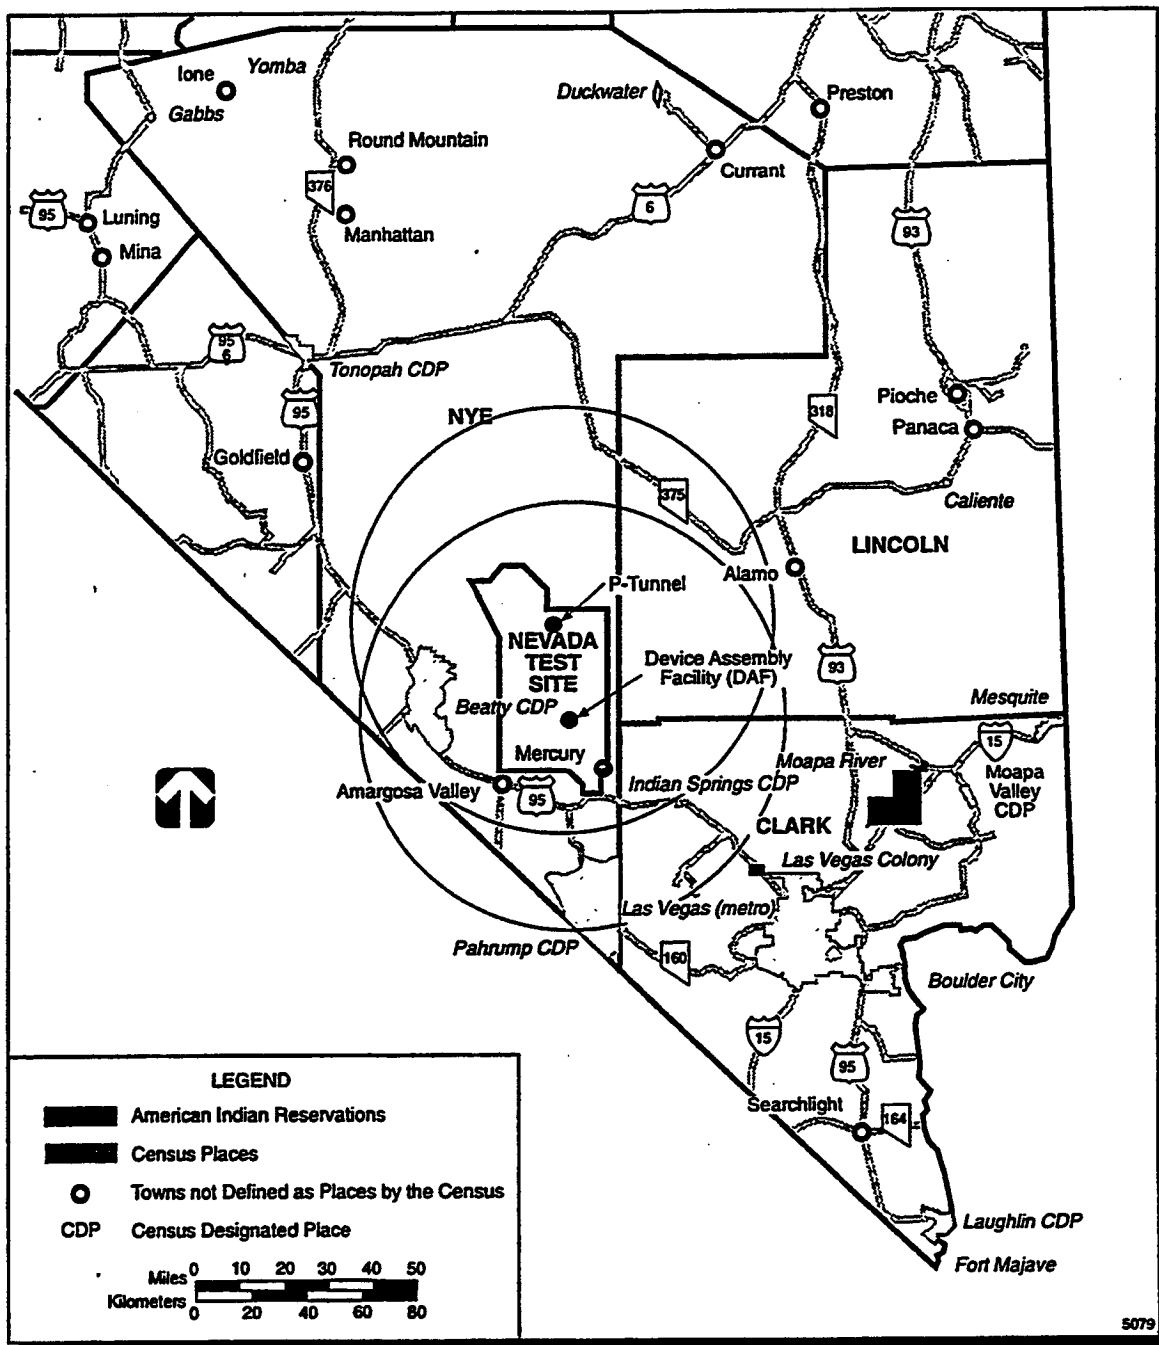 Ione
Yomba
Gabbs
Duckwater
Preston
Round Mountain
Currant
376
6
95
Luning
Manhattan
93
Mina
95
6
Tonopah CDP
Pioche
95
NYE
318
Panaca
Goldfield
375
Caliente
LINCOLN
Alamo
P-Tunnel
NEVADA
TEST
SITE
Device Assembly
Facility (DAF)
93
Beatty CDP
Mesquite
15
Mercury
Moapa River
Moapa
Valley
CDP
Amargosa Valley
95
Indian Springs CDP
CLARK
Las Vegas Colony
Las Vegas (metro)
Pahrump CDP
160
Boulder City
15
95
Searchlight
164
Laughlin CDP
Fort Majave
LEGEND
American Indian Reservations
Census Places
Towns not Defined as Places by the Census
CDP Census Designated Place
Miles 0 10 20 30 40 50
Kilometers 0 20 40 60 80
5079